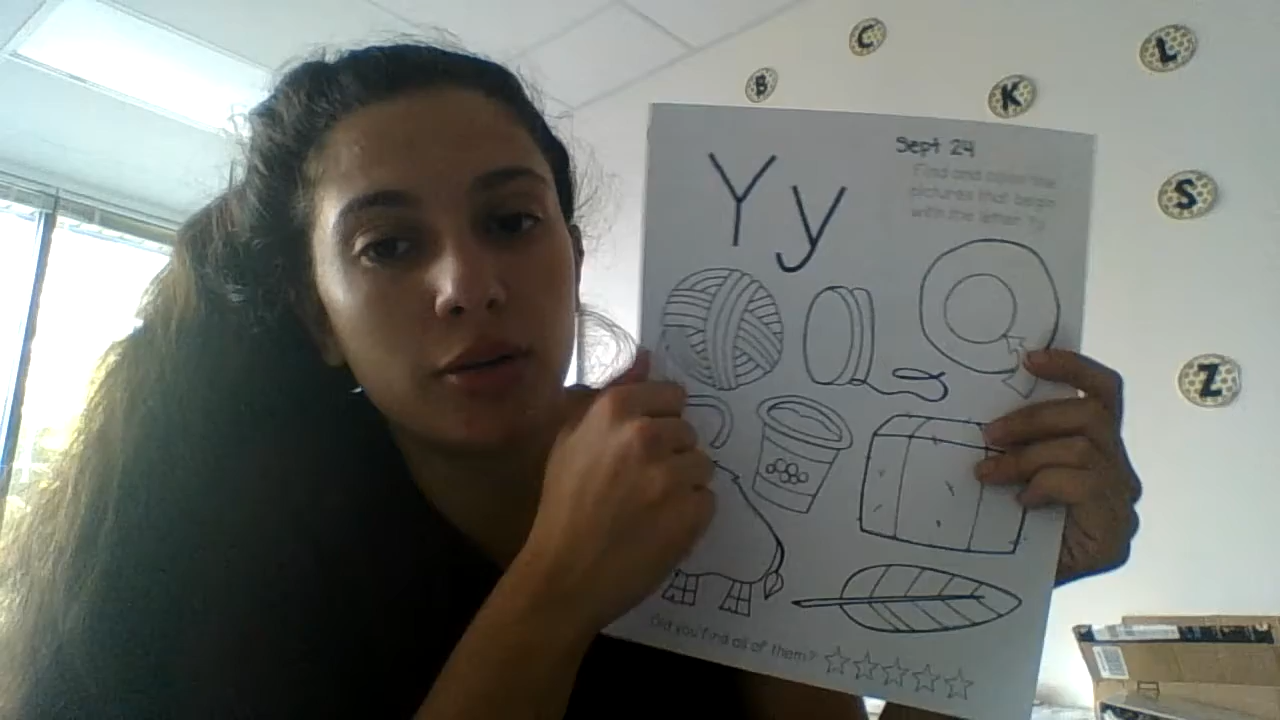 B
C
K
L
S
Z
Sept 24
Find and color the
pictures that begin
with the letter Yy
Y y
Did you find all of them?